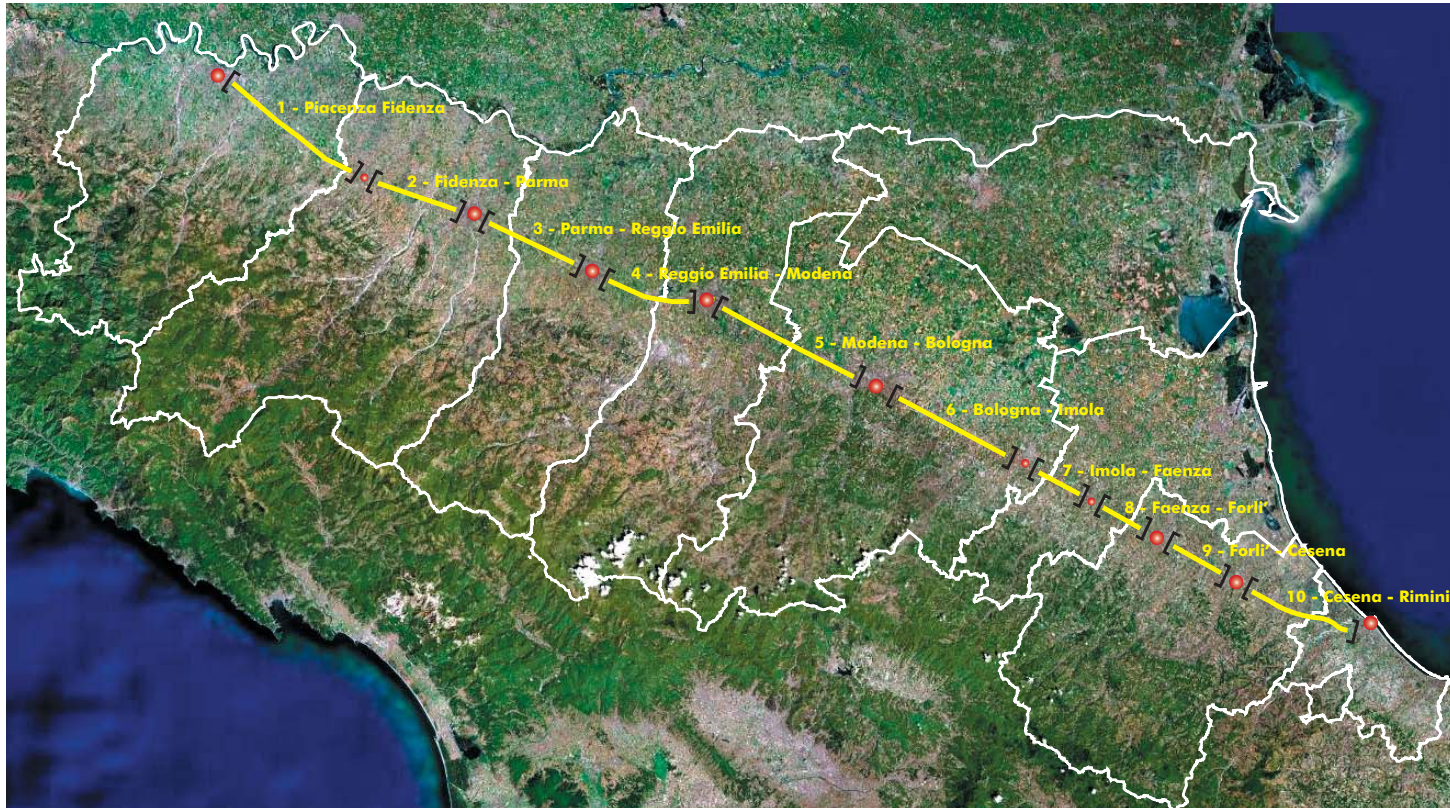 1 - Piacenza Fidenza
2 - Fidenza - Parma
3 - Parma - Reggio Emilia
4 - Reggio Emilia - Modena
5 - Modena - Bologna
6 - Bologna - Imola
7 - Imola - Faenza
8 - Faenza - Forli'
9 - Forli' - Cesena
10 - Cesena - Rimini